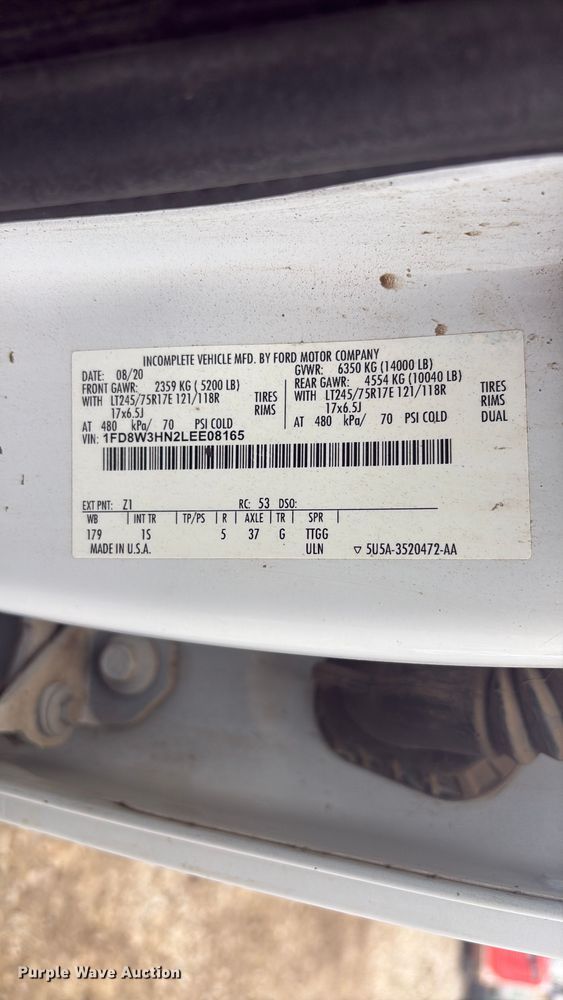 INCOMPLETE VEHICLE MFD. BY FORD MOTOR COMPANY
DATE: 08/20 GVWR: 6350 KG (14000 LB)
FRONT GAWR: 2359 KG (5200 LB) REAR GAWR: 4554 KG (10040 LB)
WITH LT245/75R17E 121/118R TIRES WITH LT245/75R17E 121/118R TIRES
17x6.5J RIMS 17x6.5J RIMS
AT 480 kPa/ 70 PSI COLD AT 480 kPa/ 70 PSI COLD DUAL
VIN: 1FD8W3HN2LEE08165
EXT PNT: Z1 RC: 53 DSO:
WB INT TR TP/PS R AXLE TR SPR
179 1S 5 37 G TTGG
MADE IN U.S.A. ULN ▽ 5U5A-3520472-AA
Purple Wave Auction